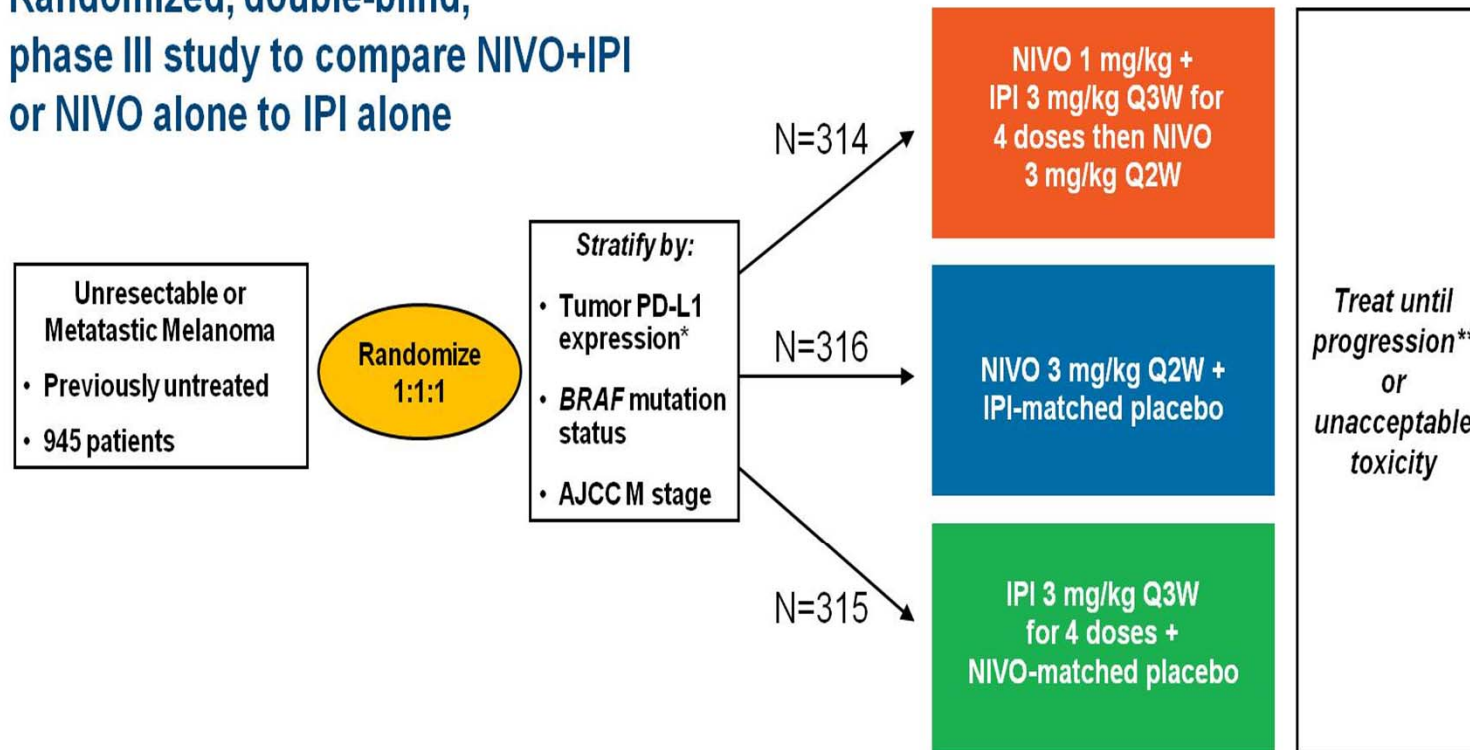 Randomized, double-blind,
phase III study to compare NIVO+IPI
or NIVO alone to IPI alone
Unresectable or
Metatastic Melanoma
• Previously untreated
• 945 patients
Randomize
1:1:1
Stratify by:
• Tumor PD-L1
expression*
• BRAF mutation
status
• AJCC M stage
N=314
N=316
N=315
NIVO 1 mg/kg +
IPI 3 mg/kg Q3W for
4 doses then NIVO
3 mg/kg Q2W
NIVO 3 mg/kg Q2W +
IPI-matched placebo
IPI 3 mg/kg Q3W
for 4 doses +
NIVO-matched placebo
Treat until
progression**
or
unacceptable
toxicity